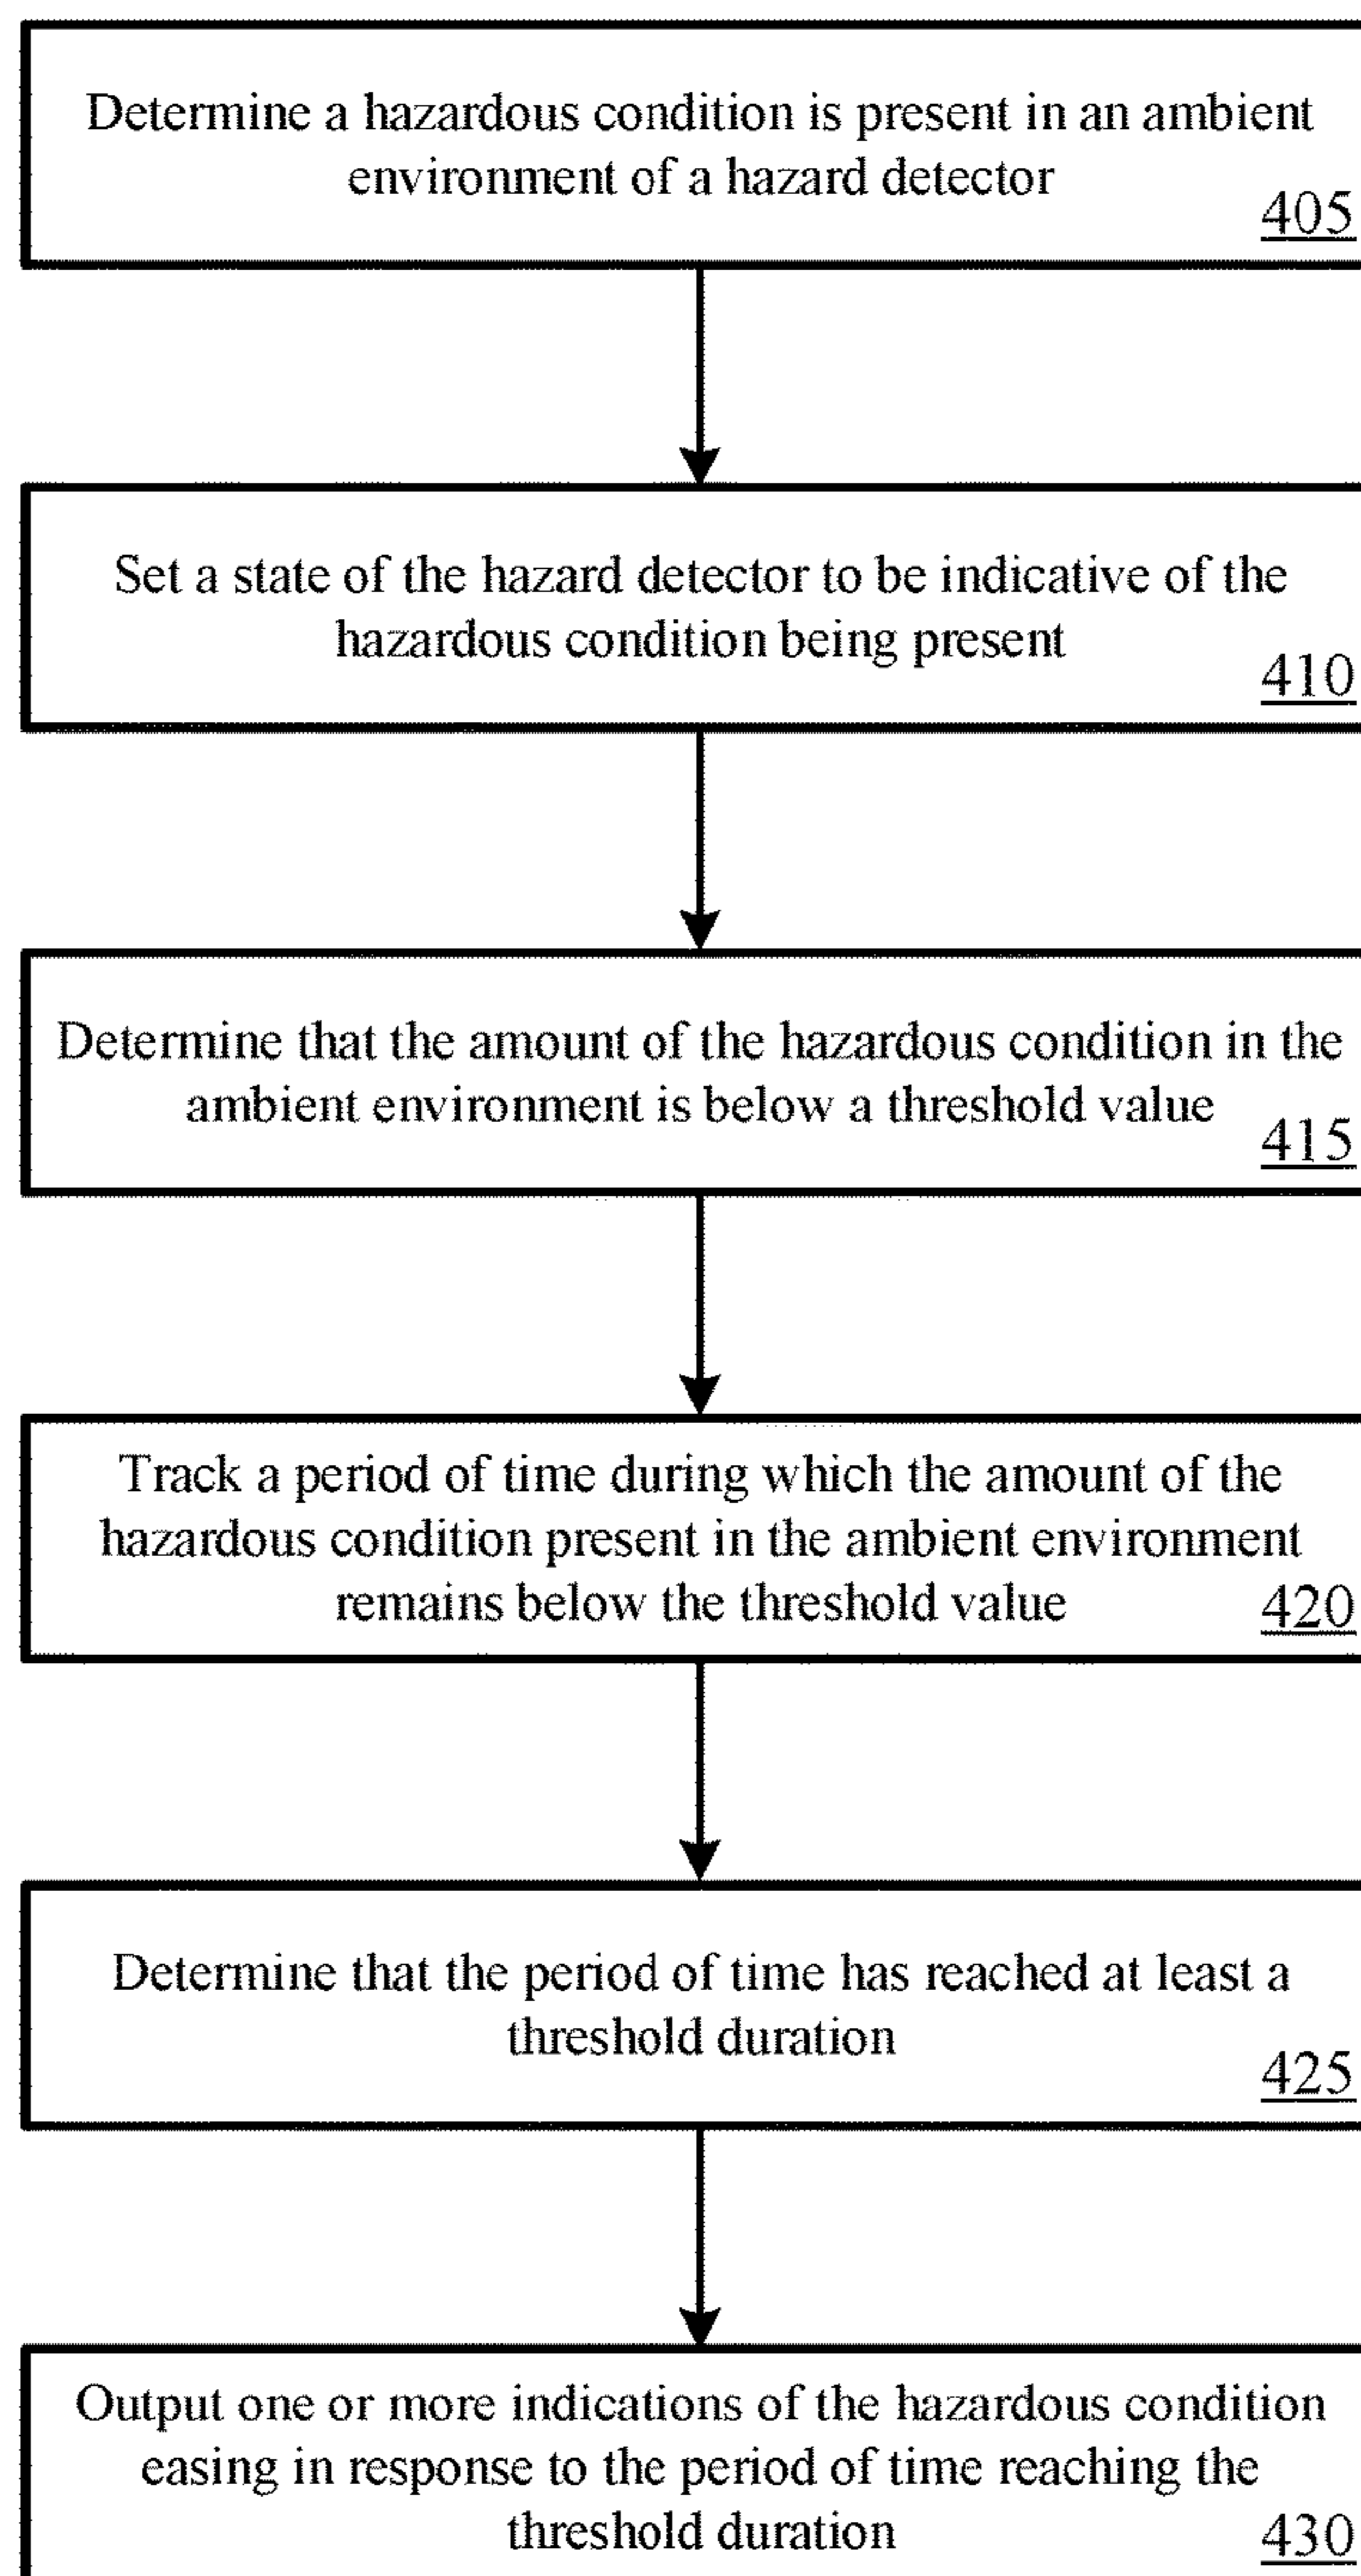 Determine a hazardous condition is present in an ambient
environment of a hazard detector
405
Set a state of the hazard detector to be indicative of the
hazardous condition being present
410
Determine that the amount of the hazardous condition in the
ambient environment is below a threshold value
415
Track a period of time during which the amount of the
hazardous condition present in the ambient environment
remains below the threshold value
420
Determine that the period of time has reached at least a
threshold duration
425
Output one or more indications of the hazardous condition
easing in response to the period of time reaching the
threshold duration
430